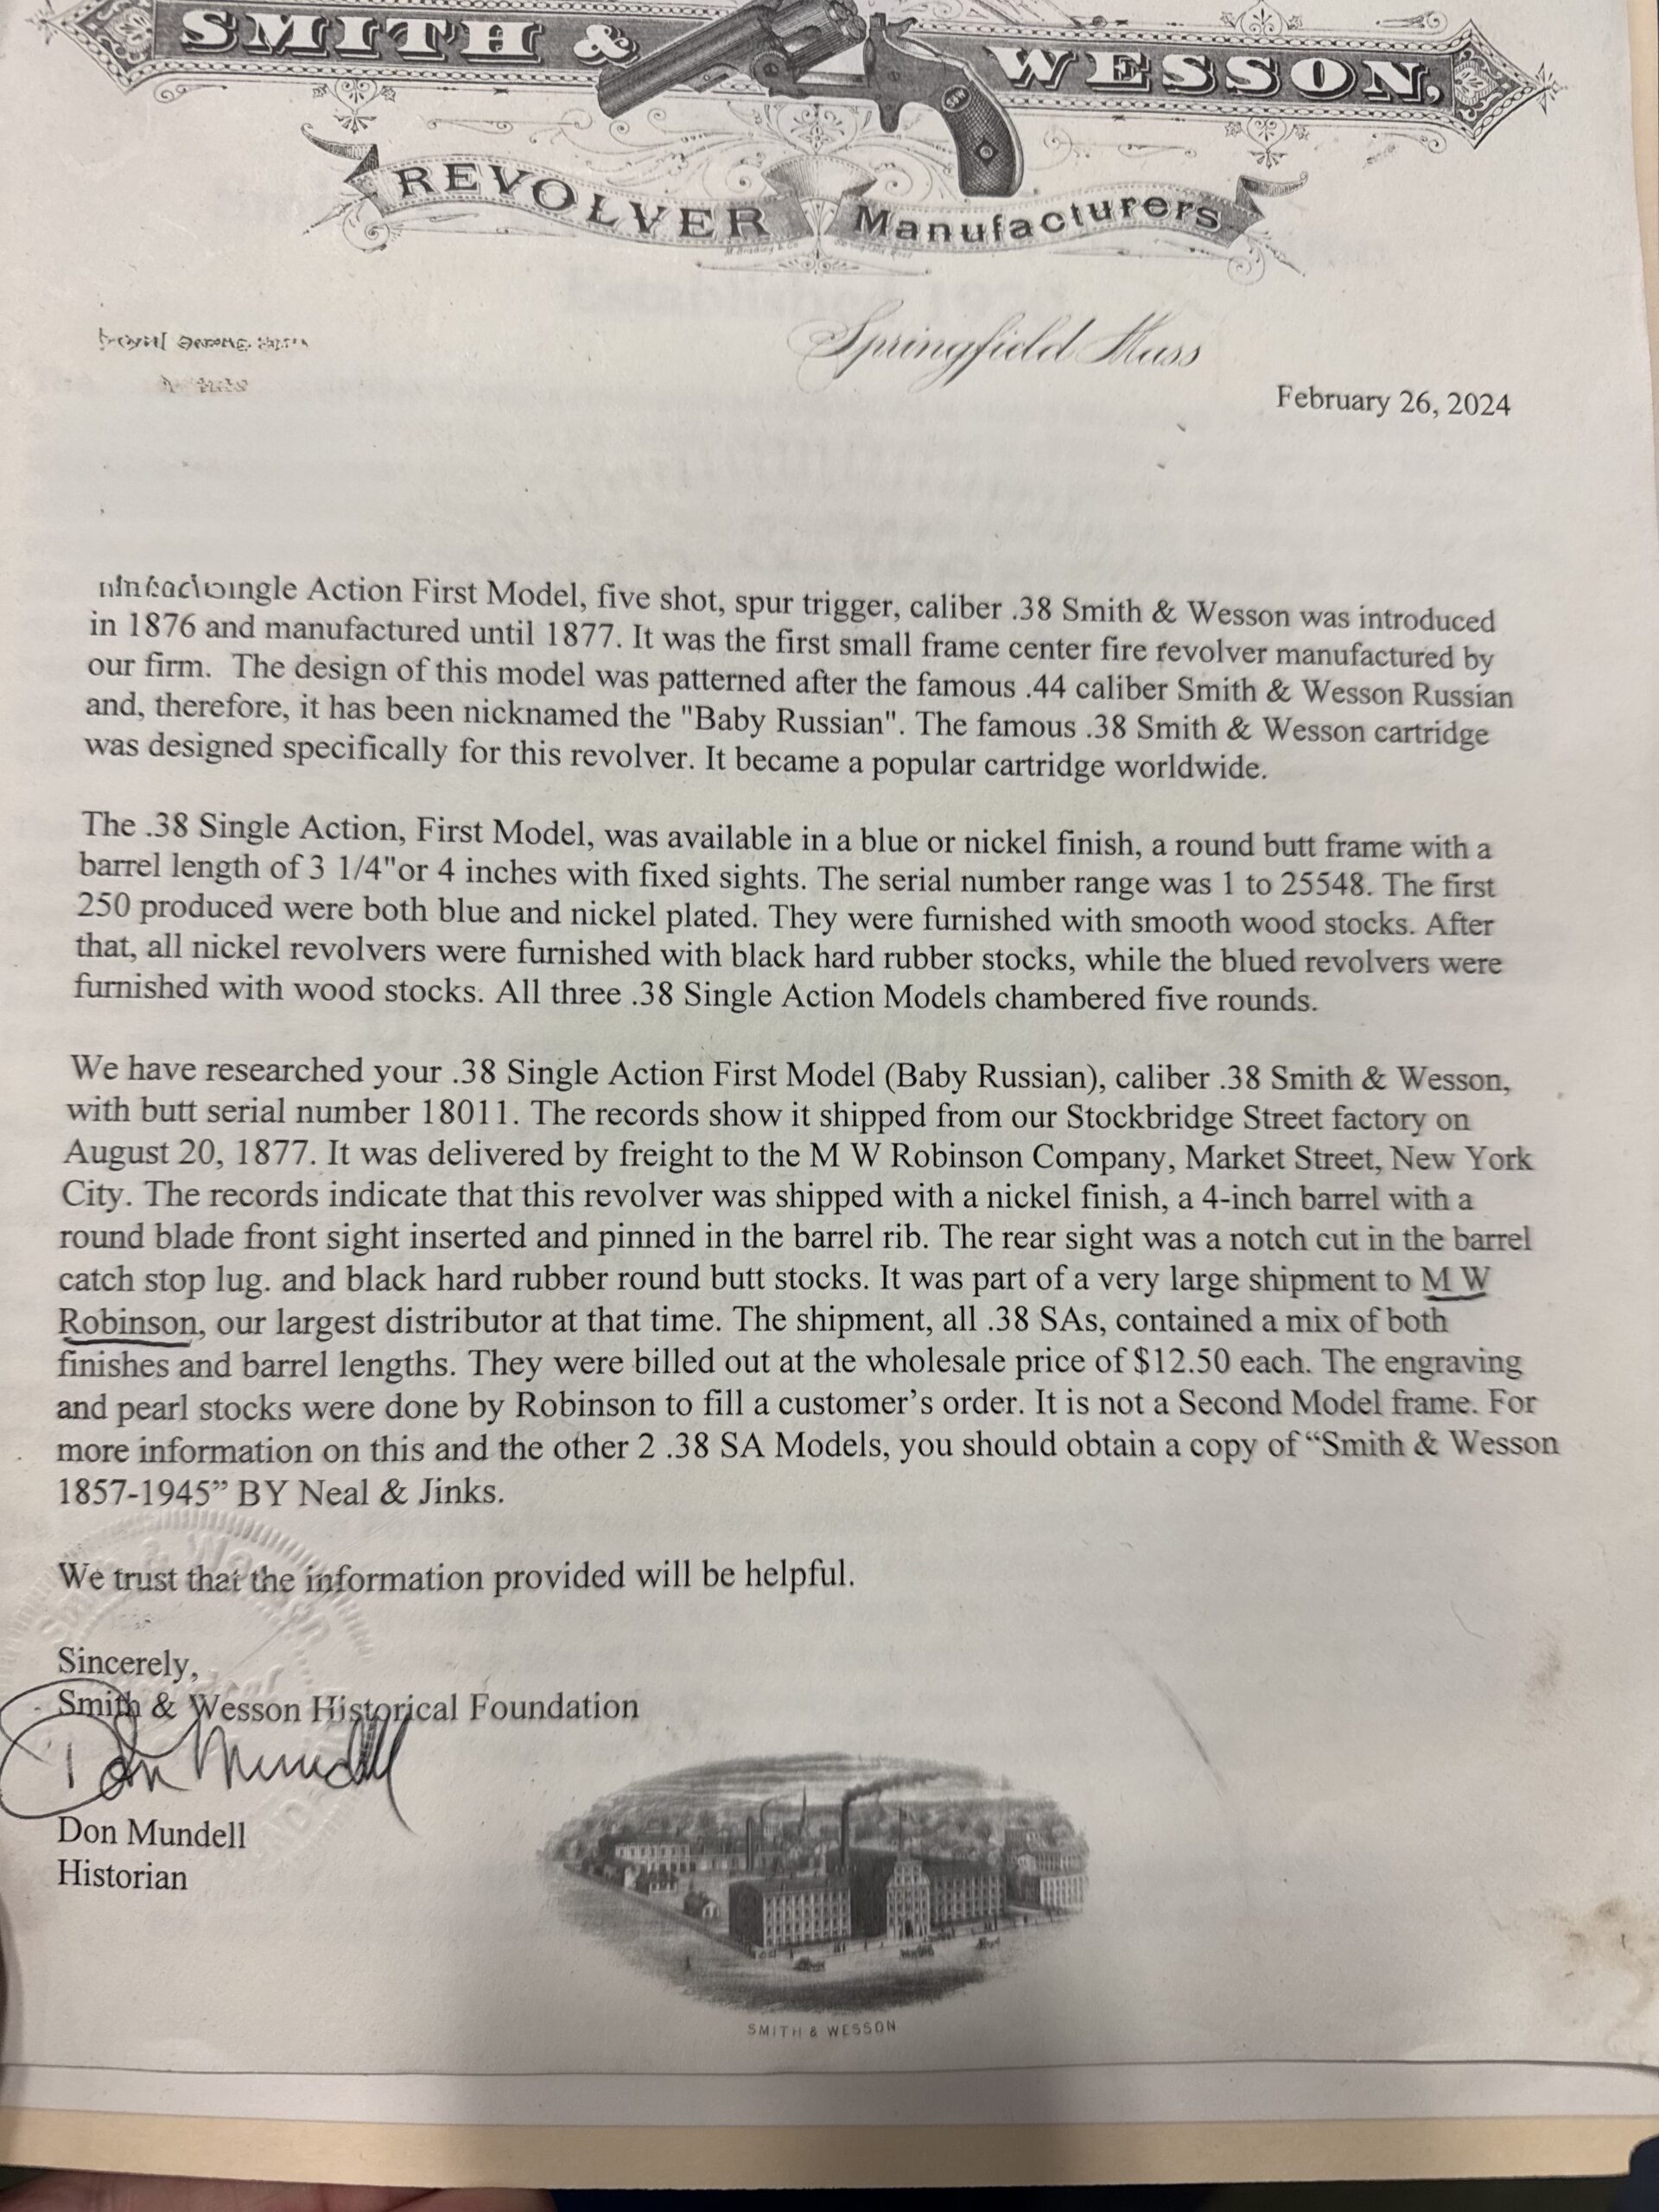 SMITH & WESSON,
S&W
REVOLVER Manufacturers
Springfield Mass
February 26, 2024
Single Action First Model, five shot, spur trigger, caliber .38 Smith & Wesson was introduced
in 1876 and manufactured until 1877. It was the first small frame center fire revolver manufactured by
our firm.  The design of this model was patterned after the famous .44 caliber Smith & Wesson Russian
and, therefore, it has been nicknamed the "Baby Russian". The famous .38 Smith & Wesson cartridge
was designed specifically for this revolver. It became a popular cartridge worldwide.
The .38 Single Action, First Model, was available in a blue or nickel finish, a round butt frame with a
barrel length of 3 1/4"or 4 inches with fixed sights. The serial number range was 1 to 25548. The first
250 produced were both blue and nickel plated. They were furnished with smooth wood stocks. After
that, all nickel revolvers were furnished with black hard rubber stocks, while the blued revolvers were
furnished with wood stocks. All three .38 Single Action Models chambered five rounds.
We have researched your .38 Single Action First Model (Baby Russian), caliber .38 Smith & Wesson,
with butt serial number 18011. The records show it shipped from our Stockbridge Street factory on
August 20, 1877. It was delivered by freight to the M W Robinson Company, Market Street, New York
City. The records indicate that this revolver was shipped with a nickel finish, a 4-inch barrel with a
round blade front sight inserted and pinned in the barrel rib. The rear sight was a notch cut in the barrel
catch stop lug. and black hard rubber round butt stocks. It was part of a very large shipment to M W
Robinson, our largest distributor at that time. The shipment, all .38 SAs, contained a mix of both
finishes and barrel lengths. They were billed out at the wholesale price of $12.50 each. The engraving
and pearl stocks were done by Robinson to fill a customer’s order. It is not a Second Model frame. For
more information on this and the other 2 .38 SA Models, you should obtain a copy of “Smith & Wesson
1857-1945” BY Neal & Jinks.
We trust that the information provided will be helpful.
Sincerely,
Smith & Wesson Historical Foundation
Don Mundell
Don Mundell
Historian
SMITH & WESSON